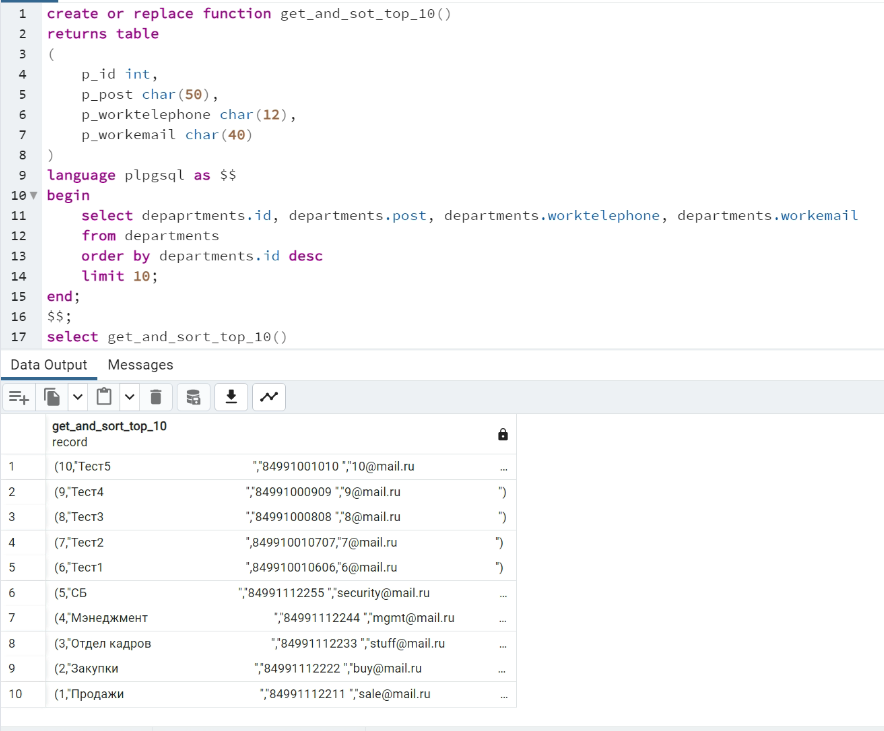 1 create or replace function get_and_sot_top_10()
2 returns table
3 (
4 p_id int,
5 p_post char(50),
6 p_worktelephone char(12),
7 p_workemail char(40)
8 )
9 language plpgsql as $$
10 begin
11 select depaprtments.id, departments.post, departments.worktelephone, departments.workemail
12 from departments
13 order by departments.id desc
14 limit 10;
15 end;
16 $$;
17 select get_and_sort_top_10()
Data Output Messages
get_and_sort_top_10
record
1 (10,"Тест5 ","84991001010 ","10@mail.ru ...
2 (9,"Тест4 ","84991000909 ","9@mail.ru ")
3 (8,"Тест3 ","84991000808 ","8@mail.ru ")
4 (7,"Тест2 ",849910010707,"7@mail.ru ")
5 (6,"Тест1 ",849910010606,"6@mail.ru ")
6 (5,"СБ ","84991112255 ","security@mail.ru ...
7 (4,"Мэнеджмент ","84991112244 ","mgmt@mail.ru ...
8 (3,"Отдел кадров ","84991112233 ","stuff@mail.ru ...
9 (2,"Закупки ","84991112222 ","buy@mail.ru ...
10 (1,"Продажи ","84991112211 ","sale@mail.ru ...